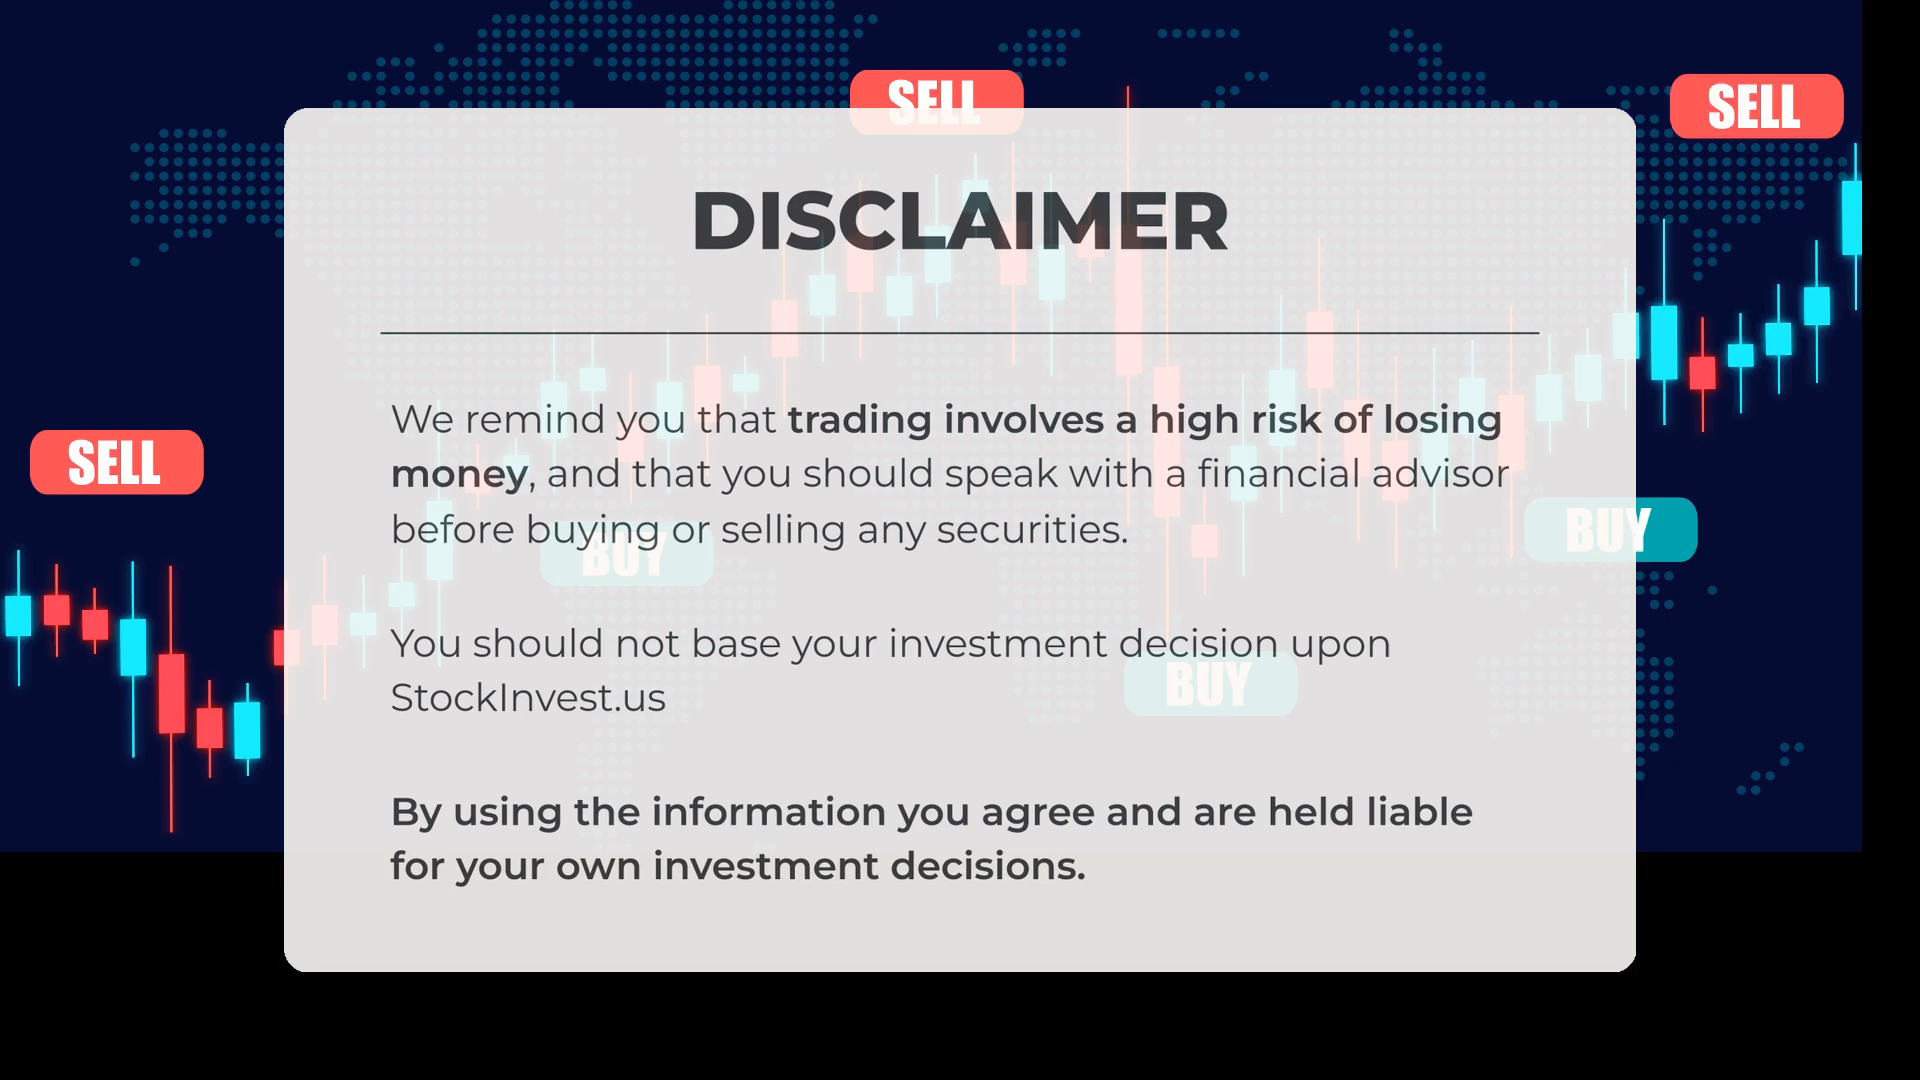 SELL
SELL
DISCLAIMER
We remind you that trading involves a high risk of losing
money, and that you should speak with a financial advisor
before buying or selling any securities.
SELL
BUY
BUY
You should not base your investment decision upon
StockInvest.us
BUY
By using the information you agree and are held liable
for your own investment decisions.